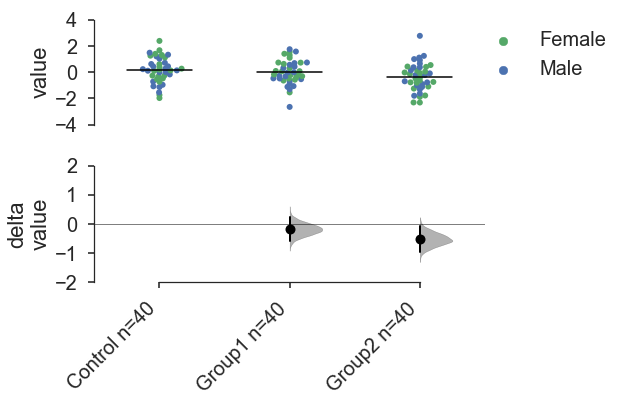 4
2
0
−2
−4
value
Female
Male
2
1
0
−1
−2
delta
value
Control n=40
Group1 n=40
Group2 n=40